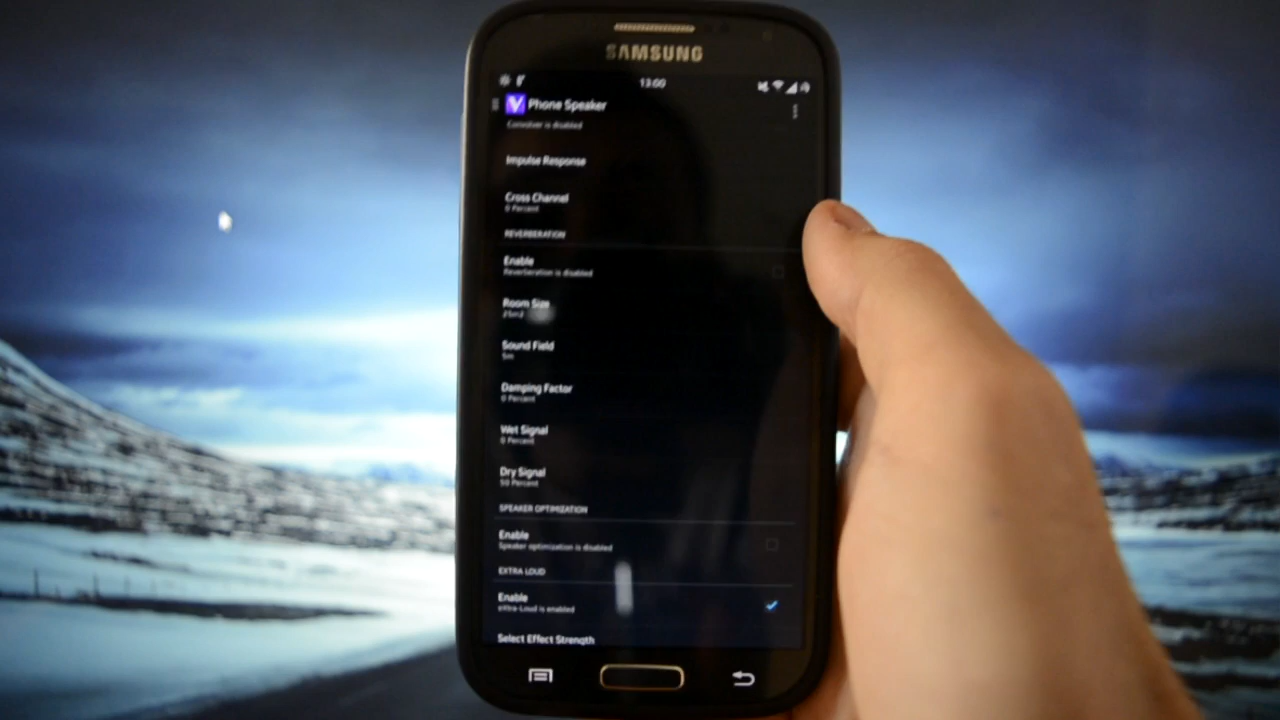 SAMSUNG
13:00
Phone Speaker
Convolver is disabled
Impulse Response
Cross Channel
0 Percent
REVERBERATION
Enable
Reverberation is disabled
Room Size
25m2
Sound Field
5m
Damping Factor
0 Percent
Wet Signal
0 Percent
Dry Signal
50 Percent
SPEAKER OPTIMIZATION
Enable
Speaker optimization is disabled
EXTRA LOUD
Enable
eXtra-Loud is enabled
Select Effect Strength